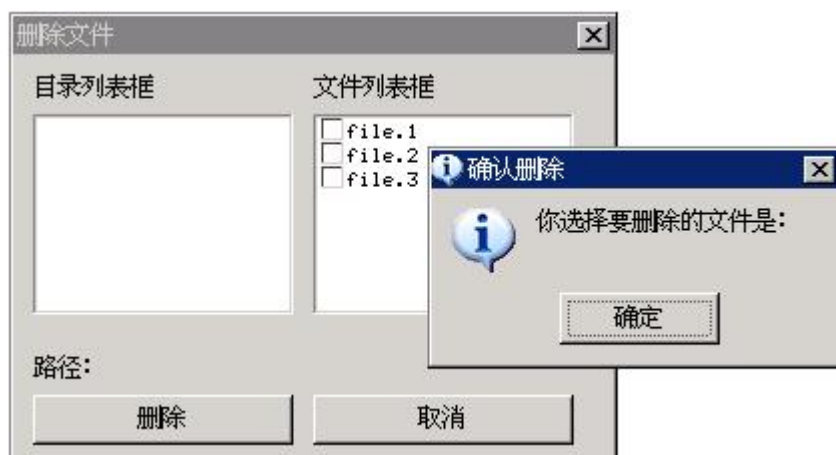 删除文件
目录列表框
文件列表框
file.1
file.2
file.3
确认删除
你选择要删除的文件是:
确定
路径:
删除
取消